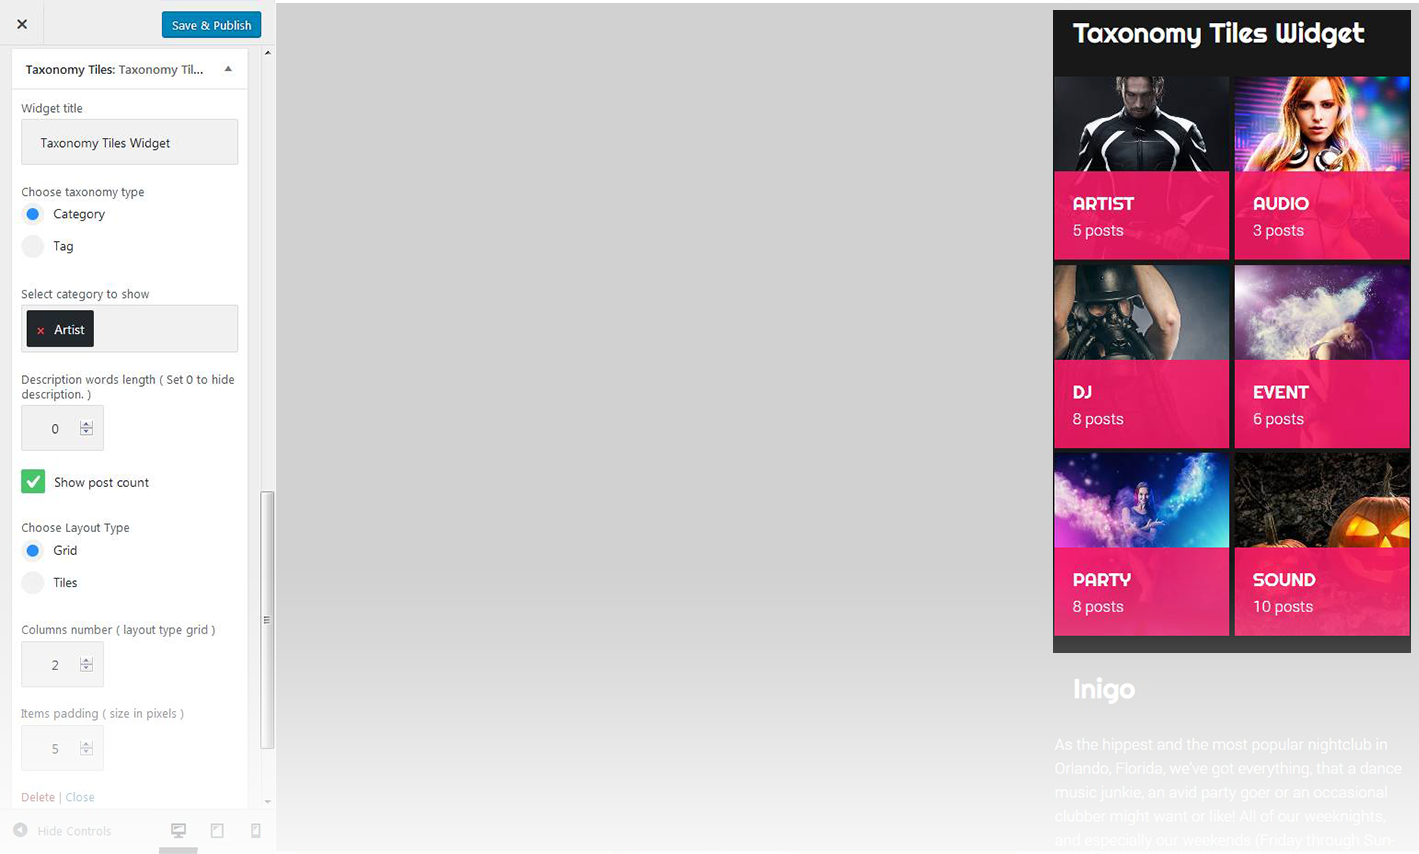 Save & Publish
Taxonomy Tiles: Taxonomy Til...
Widget title
Taxonomy Tiles Widget
Choose taxonomy type
Category
Tag
Select category to show
× Artist
Description words length ( Set 0 to hide
description. )
0
Show post count
Choose Layout Type
Grid
Tiles
Columns number ( layout type grid )
2
Items padding ( size in pixels )
5
Delete | Close
Hide Controls
Taxonomy Tiles Widget
ARTIST
5 posts
AUDIO
3 posts
DJ
8 posts
EVENT
6 posts
PARTY
8 posts
SOUND
10 posts
Inigo
As the hippest and the most popular nightclub in
Orlando, Florida, we've got everything, that a dance
music junkie, an avid party goer or an occasional
clubber might want or like! All of our weeknights,
and especially our weekends (Friday through Sun-